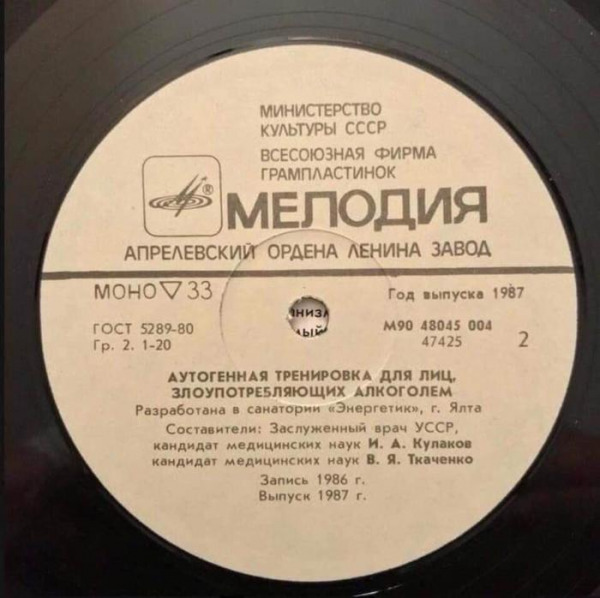 МИНИСТЕРСТВО
КУЛЬТУРЫ СССР
ВСЕСОЮЗНАЯ ФИРМА
ГРАМПЛАСТИНОК
®
МЕЛОДИЯ
АПРЕЛЕВСКИЙ ОРДЕНА ЛЕНИНА ЗАВОД
МОНО ▽ 33
Год выпуска 1987
ГОСТ 5289-80
Гр. 2. 1-20
М90 48045 004
47425
2
АУТОГЕННАЯ ТРЕНИРОВКА ДЛЯ ЛИЦ,
ЗЛОУПОТРЕБЛЯЮЩИХ АЛКОГОЛЕМ
Разработана в санатории «Энергетик», г. Ялта
Составители: Заслуженный врач УССР,
кандидат медицинских наук И. А. Кулаков
кандидат медицинских наук В. Я. Ткаченко
Запись 1986 г.
Выпуск 1987 г.